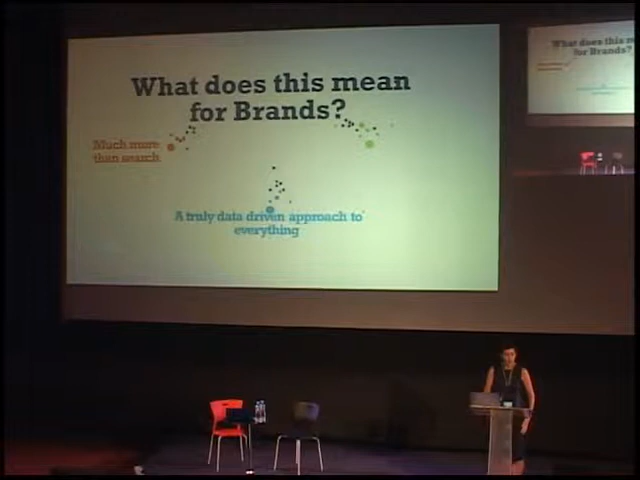 What does this mean
for Brands?
Much more
than search
A truly data driven approach to
everything
What does this m
for Brands?